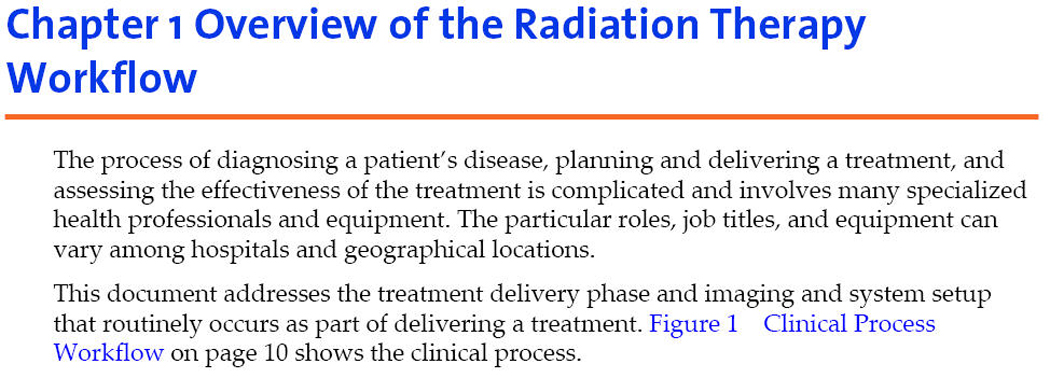 Chapter 1 Overview of the Radiation Therapy
Workflow
The process of diagnosing a patient's disease, planning and delivering a treatment, and
assessing the effectiveness of the treatment is complicated and involves many specialized
health professionals and equipment. The particular roles, job titles, and equipment can
vary among hospitals and geographical locations.
This document addresses the treatment delivery phase and imaging and system setup
that routinely occurs as part of delivering a treatment. Figure 1 Clinical Process
Workflow on page 10 shows the clinical process.